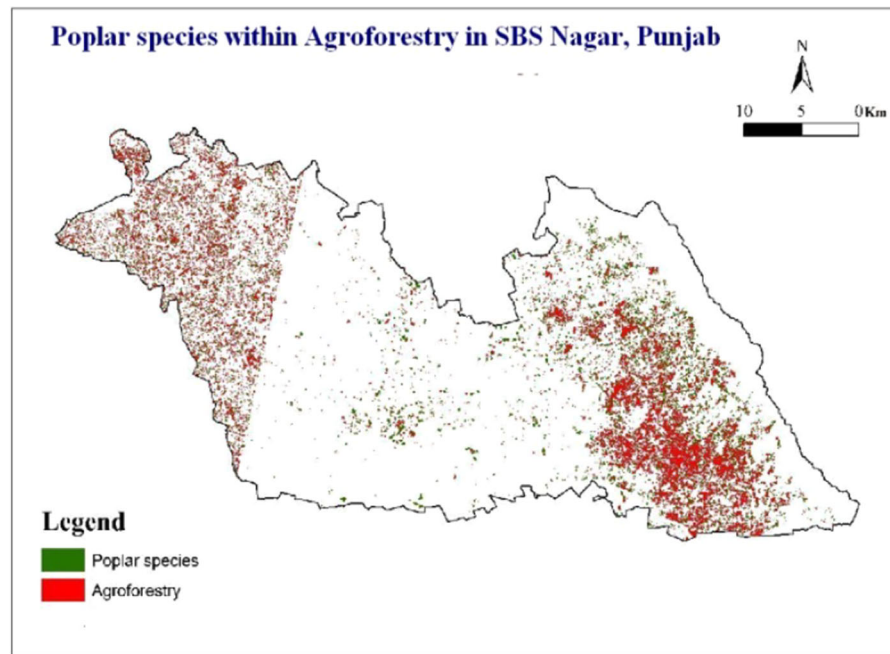 Poplar species within Agroforestry in SBS Nagar, Punjab
N
10 5 0 Km
Legend
Poplar species
Agroforestry